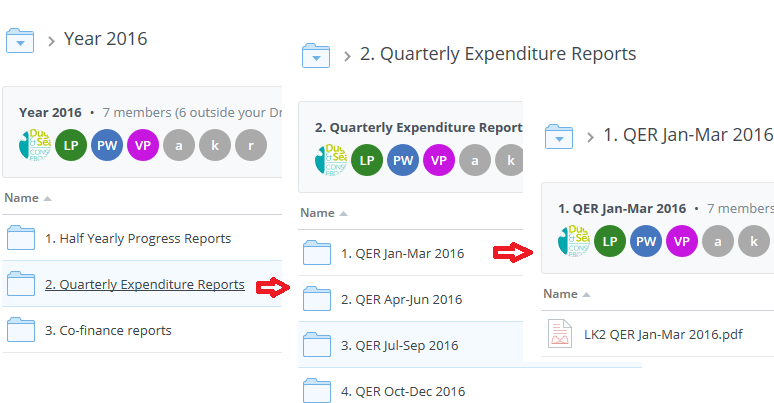 > Year 2016
Year 2016 • 7 members (6 outside your Dr
LP PW VP a k r
Name
1. Half Yearly Progress Reports
2. Quarterly Expenditure Reports
3. Co-finance reports
> 2. Quarterly Expenditure Reports
2. Quarterly Expenditure Report
LP PW VP a k
Name
1. QER Jan-Mar 2016
2. QER Apr-Jun 2016
3. QER Jul-Sep 2016
4. QER Oct-Dec 2016
> 1. QER Jan-Mar 2016
1. QER Jan-Mar 2016 • 7 members
LP PW VP a k
Name
LK2 QER Jan-Mar 2016.pdf